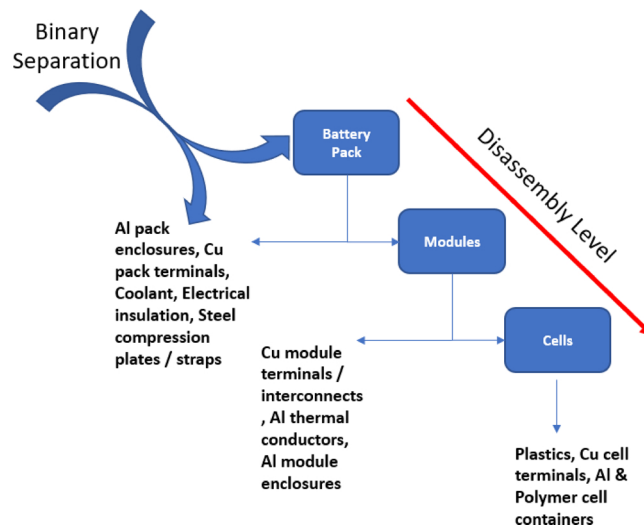 Binary
Separation
Battery
Pack
Disassembly Level
Al pack
enclosures, Cu
pack terminals,
Coolant, Electrical
insulation, Steel
compression
plates / straps
Modules
Cu module
terminals /
interconnects
, Al thermal
conductors,
Al module
enclosures
Cells
Plastics, Cu cell
terminals, Al &
Polymer cell
containers